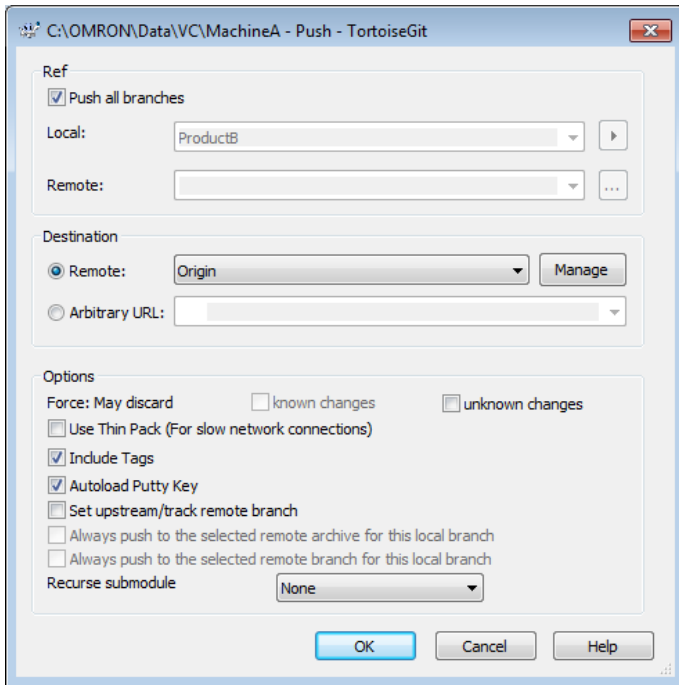 C:\OMRON\Data\VC\MachineA - Push - TortoiseGit
Ref
Push all branches
Local: ProductB
Remote: ...
Destination
Remote: Origin Manage
Arbitrary URL:
Options
Force: May discard known changes unknown changes
Use Thin Pack (For slow network connections)
Include Tags
Autoload Putty Key
Set upstream/track remote branch
Always push to the selected remote archive for this local branch
Always push to the selected remote branch for this local branch
Recurse submodule None
OK Cancel Help